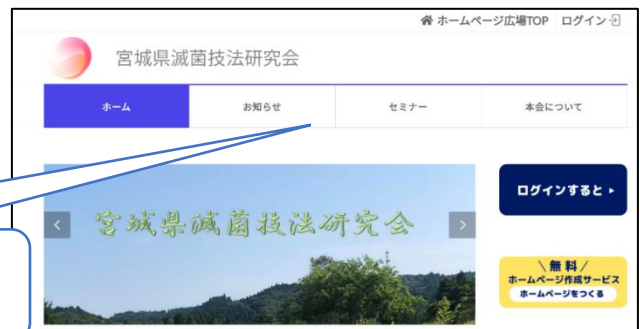 ホームページ広場TOP ログイン
宮城県滅菌技法研究会
ホーム お知らせ セミナー 本会について
宮城県滅菌技法研究会
ログインすると
\無料/
ホームページ作成サービス
ホームページをつくる